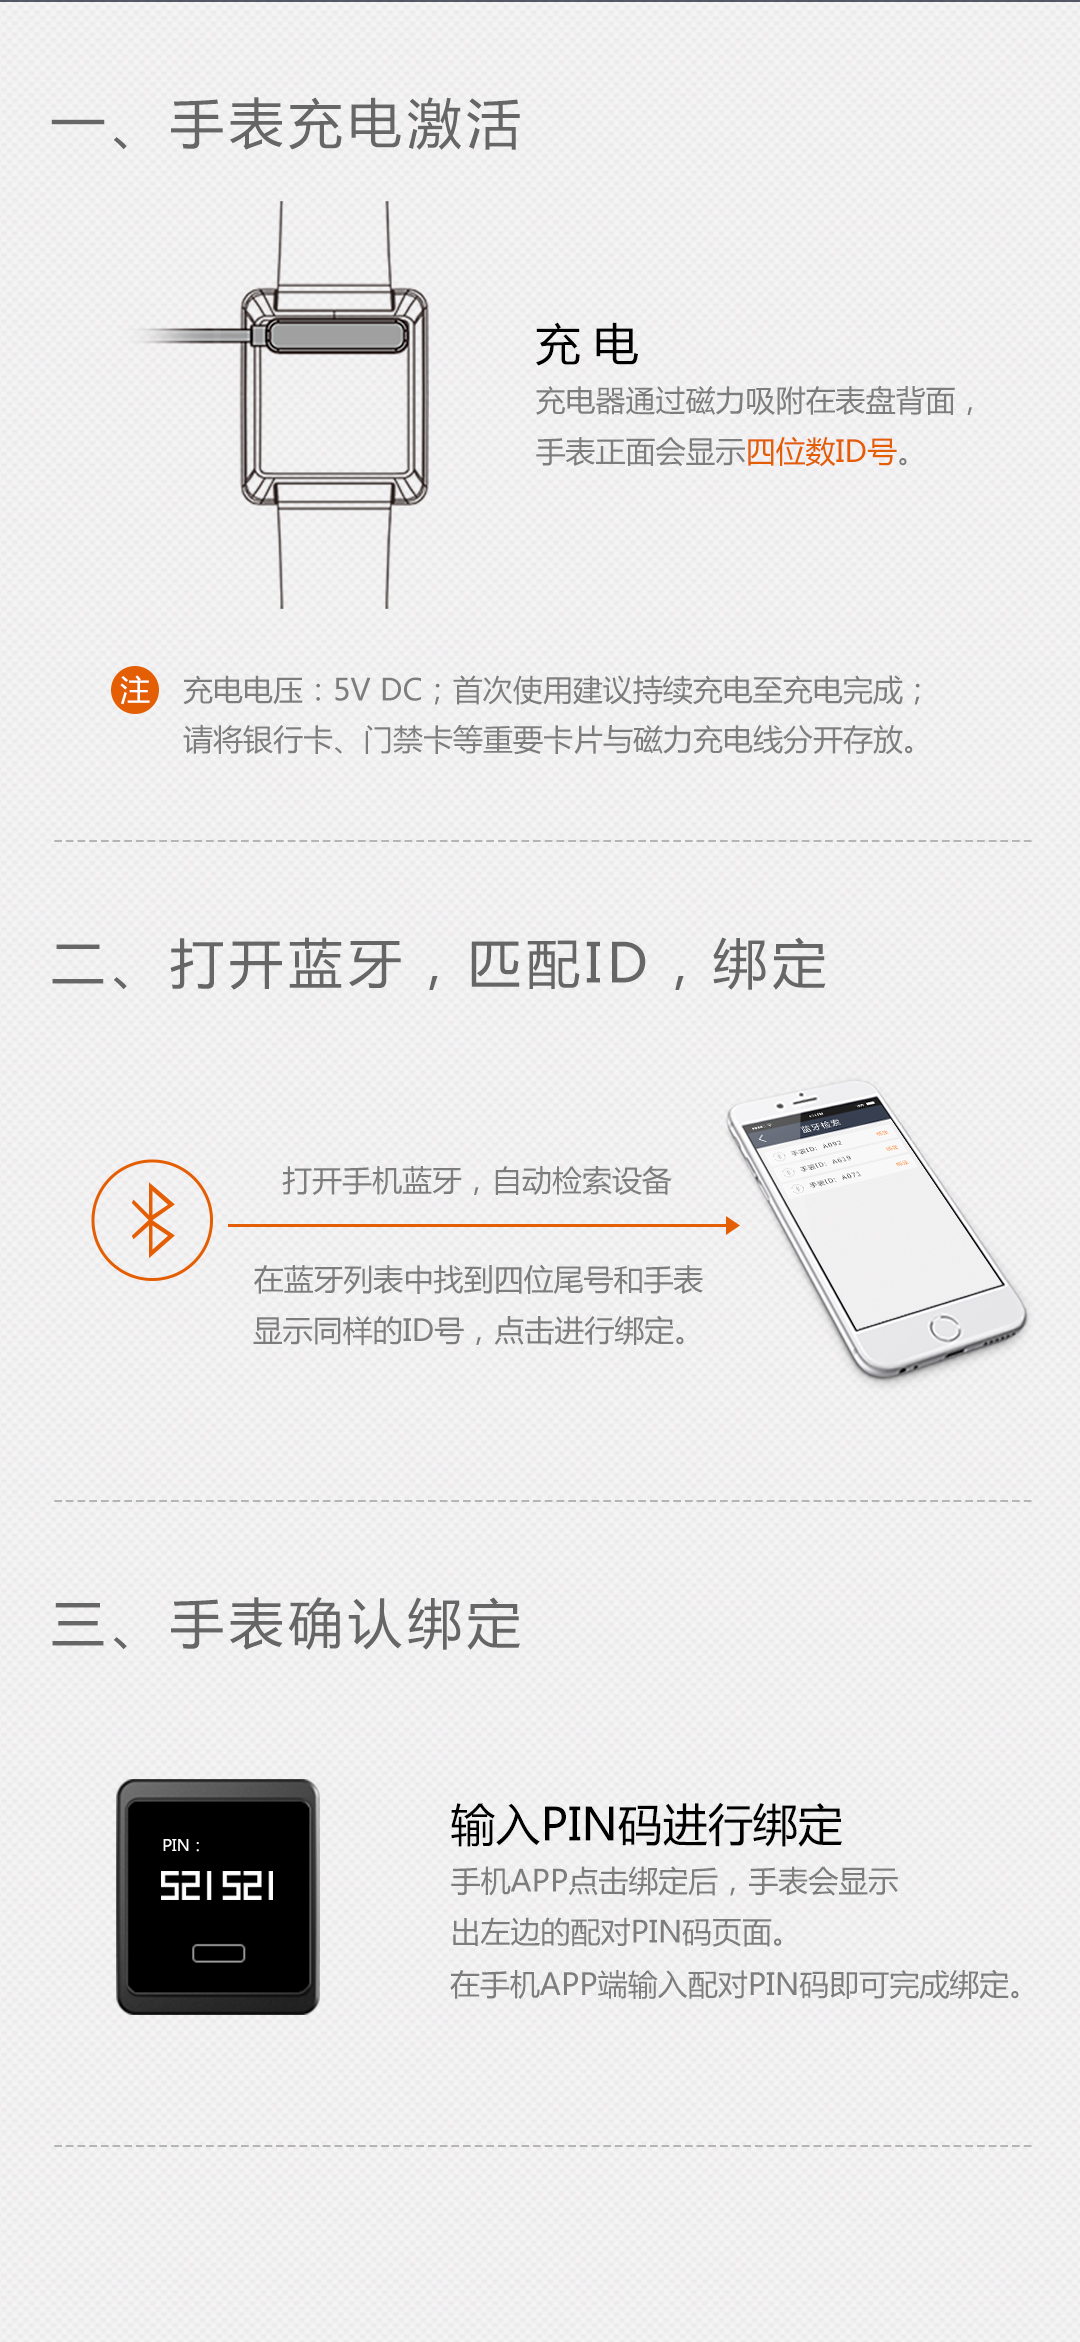 一、手表充电激活
充 电
充电器通过磁力吸附在表盘背面，
手表正面会显示四位数ID号。
注
充电电压：5V DC；首次使用建议持续充电至充电完成；
请将银行卡、门禁卡等重要卡片与磁力充电线分开存放。
二、打开蓝牙，匹配ID，绑定
打开手机蓝牙，自动检索设备
在蓝牙列表中找到四位尾号和手表
显示同样的ID号，点击进行绑定。
蓝牙检索
手表ID: A092
手表ID: A619
手表ID: A071
三、手表确认绑定
PIN：
521 521
输入PIN码进行绑定
手机APP点击绑定后，手表会显示
出左边的配对PIN码页面。
在手机APP端输入配对PIN码即可完成绑定。